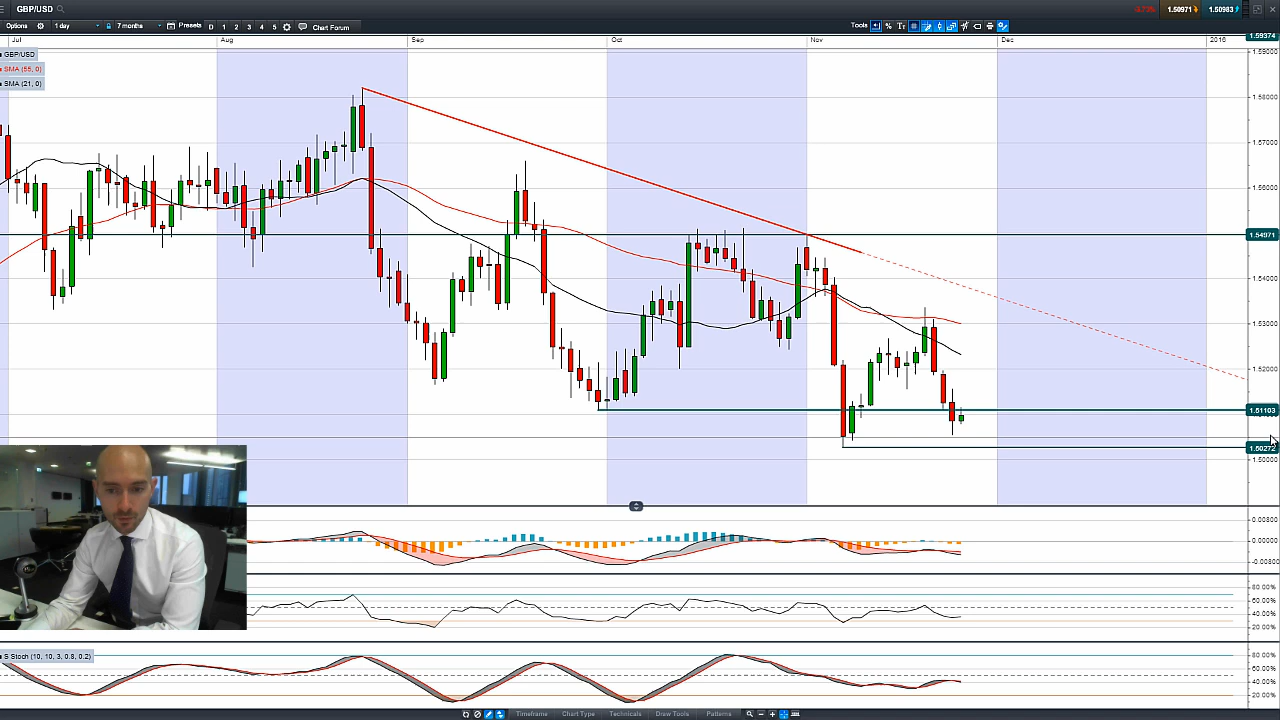 GBP/USD
1.50971 1.50983
Options 1 day 7 months Presets D 1 2 3 4 5 Chart Forum
Tools % Tт
Jul Aug Sep Oct Nov Dec 2016
1.59374
1.59000
GBP/USD
SMA (55, 0)
SMA (21, 0)
1.58000
1.57000
1.56000
1.54971
1.54000
1.53000
1.52000
1.51103
1.50272
1.50000
0.00800
0.00000
-0.00800
80.00%
60.00%
40.00%
20.00%
S Stoch (10, 10, 3, 0.8, 0.2)
80.00%
60.00%
40.00%
20.00%
Timeframe Chart Type Technicals Draw Tools Patterns